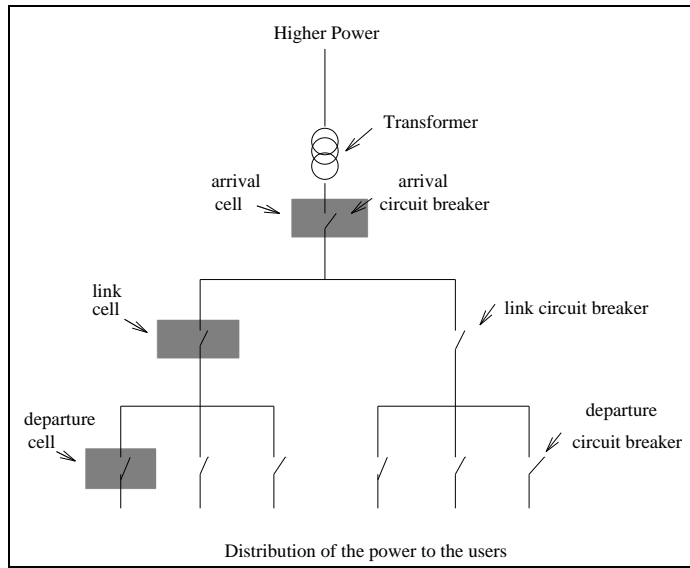 Higher Power
Transformer
arrival
cell
arrival
circuit breaker
link
cell
link circuit breaker
departure
cell
departure
circuit breaker
Distribution of the power to the users